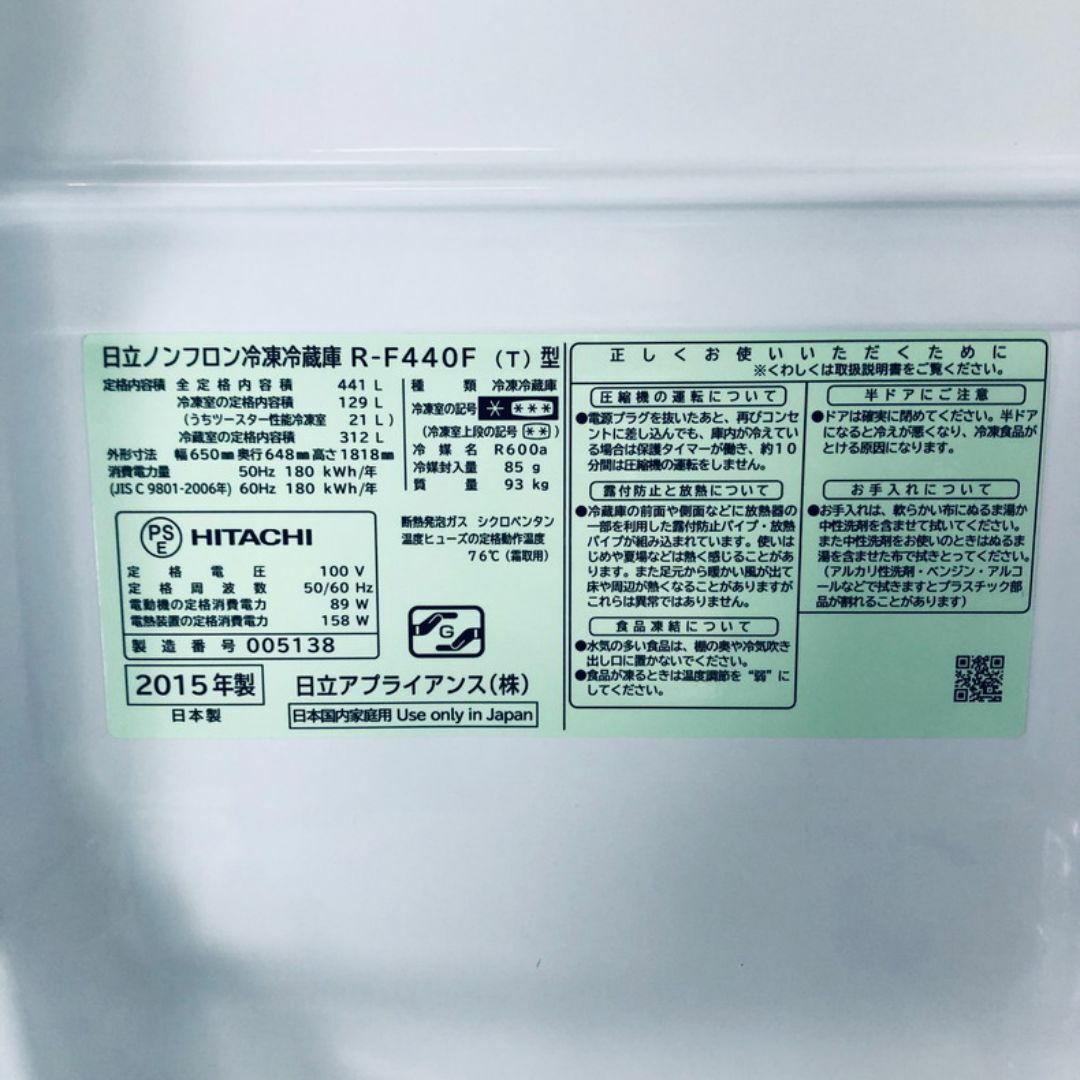 日立ノンフロン冷凍冷蔵庫 R-F440F (T) 型
定格内容積 全定格内容積 441 L
冷凍室の定格内容積 129 L
(うちツースター性能冷凍室 21 L)
冷蔵室の定格内容積 312 L
外形寸法 幅650mm奥行648mm高さ1818mm
消費電力量 50Hz 180 kWh/年
(JIS C 9801-2006年) 60Hz 180 kWh/年
種類 冷凍冷蔵庫
冷凍室の記号 * ***
(冷凍室上段の記号 **)
冷媒名 R600a
冷媒封入量 85 g
質量 93 kg
PS
E
HITACHI
定格電圧 100 V
定格周波数 50/60 Hz
電動機の定格消費電力 89 W
電熱装置の定格消費電力 158 W
製造番号 005138
断熱発泡ガス シクロペンタン
温度ヒューズの定格動作温度
76℃(霜取用)
G
2015年製
日本製
日立アプライアンス(株)
日本国内家庭用 Use only in Japan
正しくお使いいただくために
※くわしくは取扱説明書をご覧ください。
圧縮機の運転について
●電源プラグを抜いたあと、再びコンセ
ントに差し込んでも、庫内が冷えてい
る場合は保護タイマーが働き、約10
分間は圧縮機の運転をしません。
露付防止と放熱について
●冷蔵庫の前面や側面などに放熱器の
一部を利用した露付防止パイプ・放熱
パイプが組み込まれています。使いは
じめや夏場などは熱く感じることがあ
ります。また足元から暖かい風が出て
床や周辺が熱くなることがありますが
これらは異常ではありません。
食品凍結について
●水気の多い食品は、棚の奥や冷気吹き
出し口に置かないでください。
●食品が凍るときは温度調節を“弱”に
してください。
半ドアにご注意
●ドアは確実に閉めてください。半ドア
になると冷えが悪くなり、冷凍食品が
とける原因になります。
お手入れについて
●お手入れは、軟らかい布にぬるま湯か
中性洗剤を含ませて拭いてください。
また中性洗剤をお使いのときはぬるま
湯を含ませた布で拭きとってください。
(アルカリ性洗剤・ベンジン・アルコ
ールなどで拭きますとプラスチック部
品が割れることがあります)